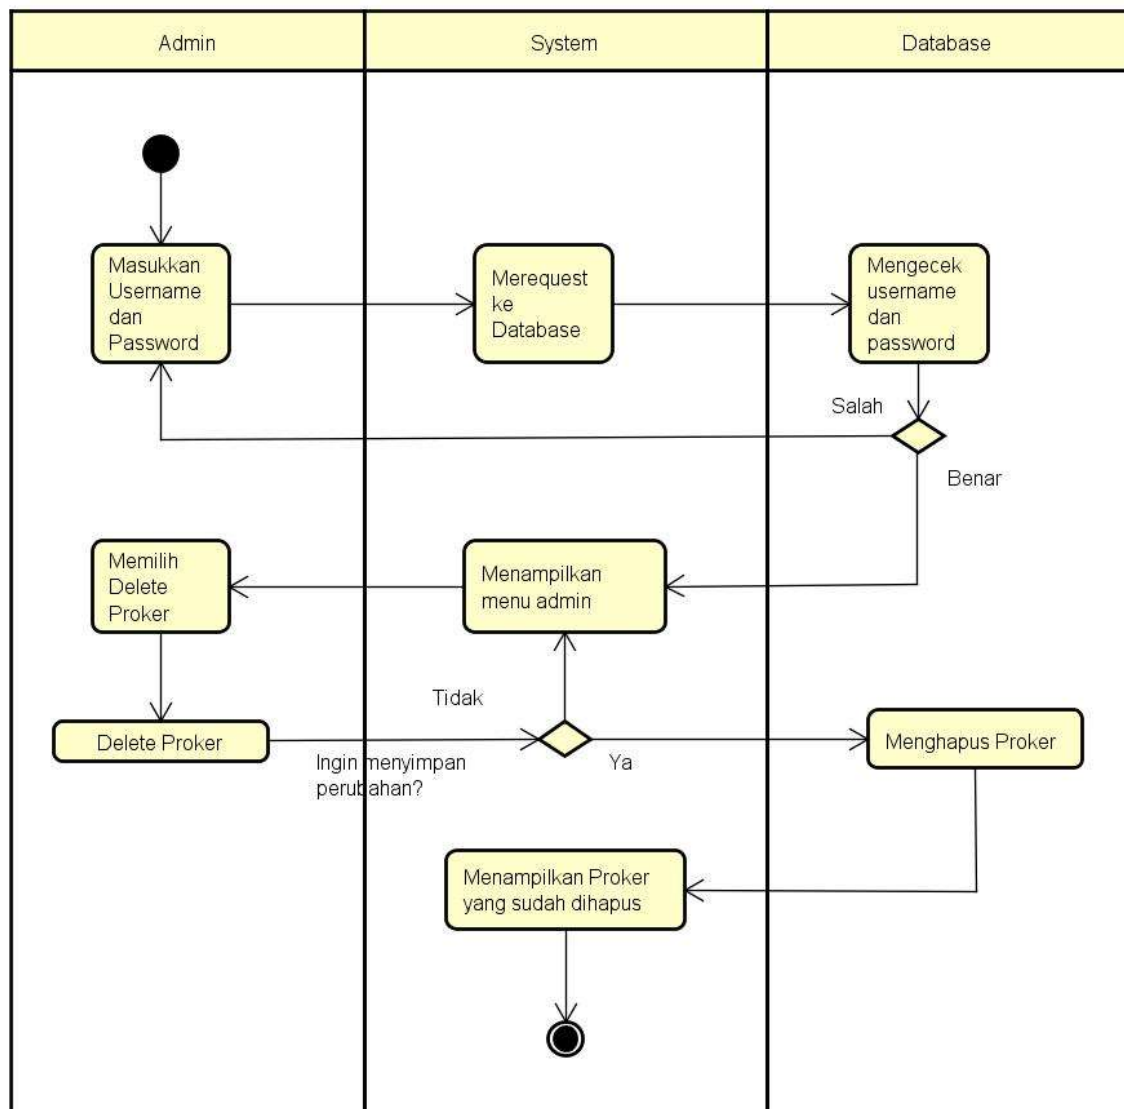 Admin
System
Database
Masukkan
Username
dan
Password
Merequest
ke
Database
Mengecek
username
dan
password
Salah
Benar
Memilih
Delete
Proker
Menampilkan
menu admin
Tidak
Delete Proker
Ingin menyimpan
perubahan?
Ya
Menghapus Proker
Menampilkan Proker
yang sudah dihapus